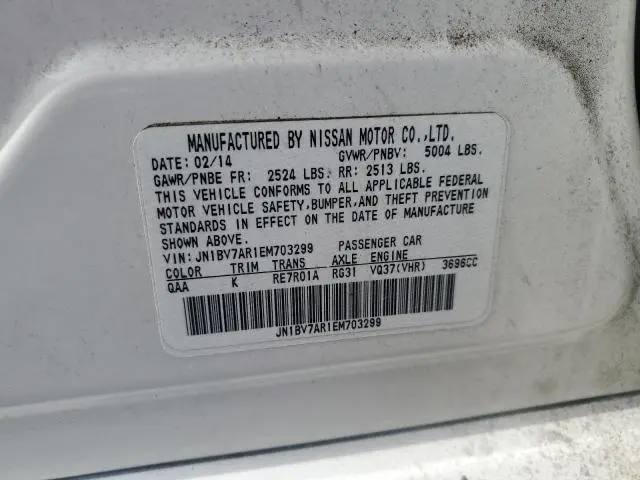 MANUFACTURED BY NISSAN MOTOR CO.,LTD.
DATE: 02/14 GVWR/PNBV: 5004 LBS.
GAWR/PNBE FR: 2524 LBS. RR: 2513 LBS.
THIS VEHICLE CONFORMS TO ALL APPLICABLE FEDERAL
MOTOR VEHICLE SAFETY,BUMPER,AND THEFT PREVENTION
STANDARDS IN EFFECT ON THE DATE OF MANUFACTURE
SHOWN ABOVE.
VIN: JN1BV7AR1EM703299 PASSENGER CAR
COLOR TRIM TRANS AXLE ENGINE
QAA K RE7R01A RG31 VQ37(VHR) 3696CC
JN1BV7AR1EM703299